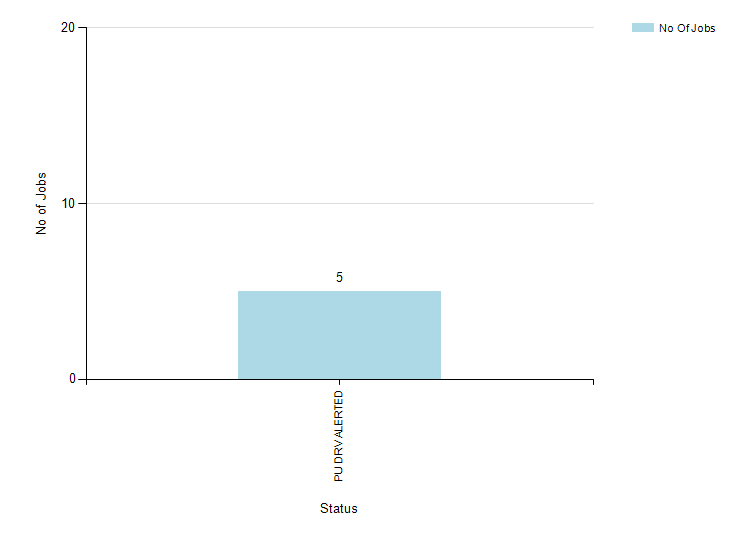 20
No Of Jobs
No of Jobs
10
5
0
PU DRV ALERTED
Status